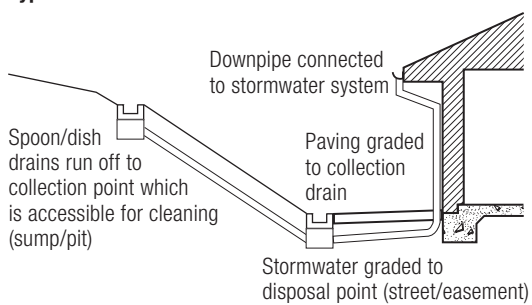 Downpipe connected
to stormwater system
Spoon/dish
drains run off to
collection point which
is accessible for cleaning
(sump/pit)
Paving graded
to collection
drain
Stormwater graded to
disposal point (street/easement)